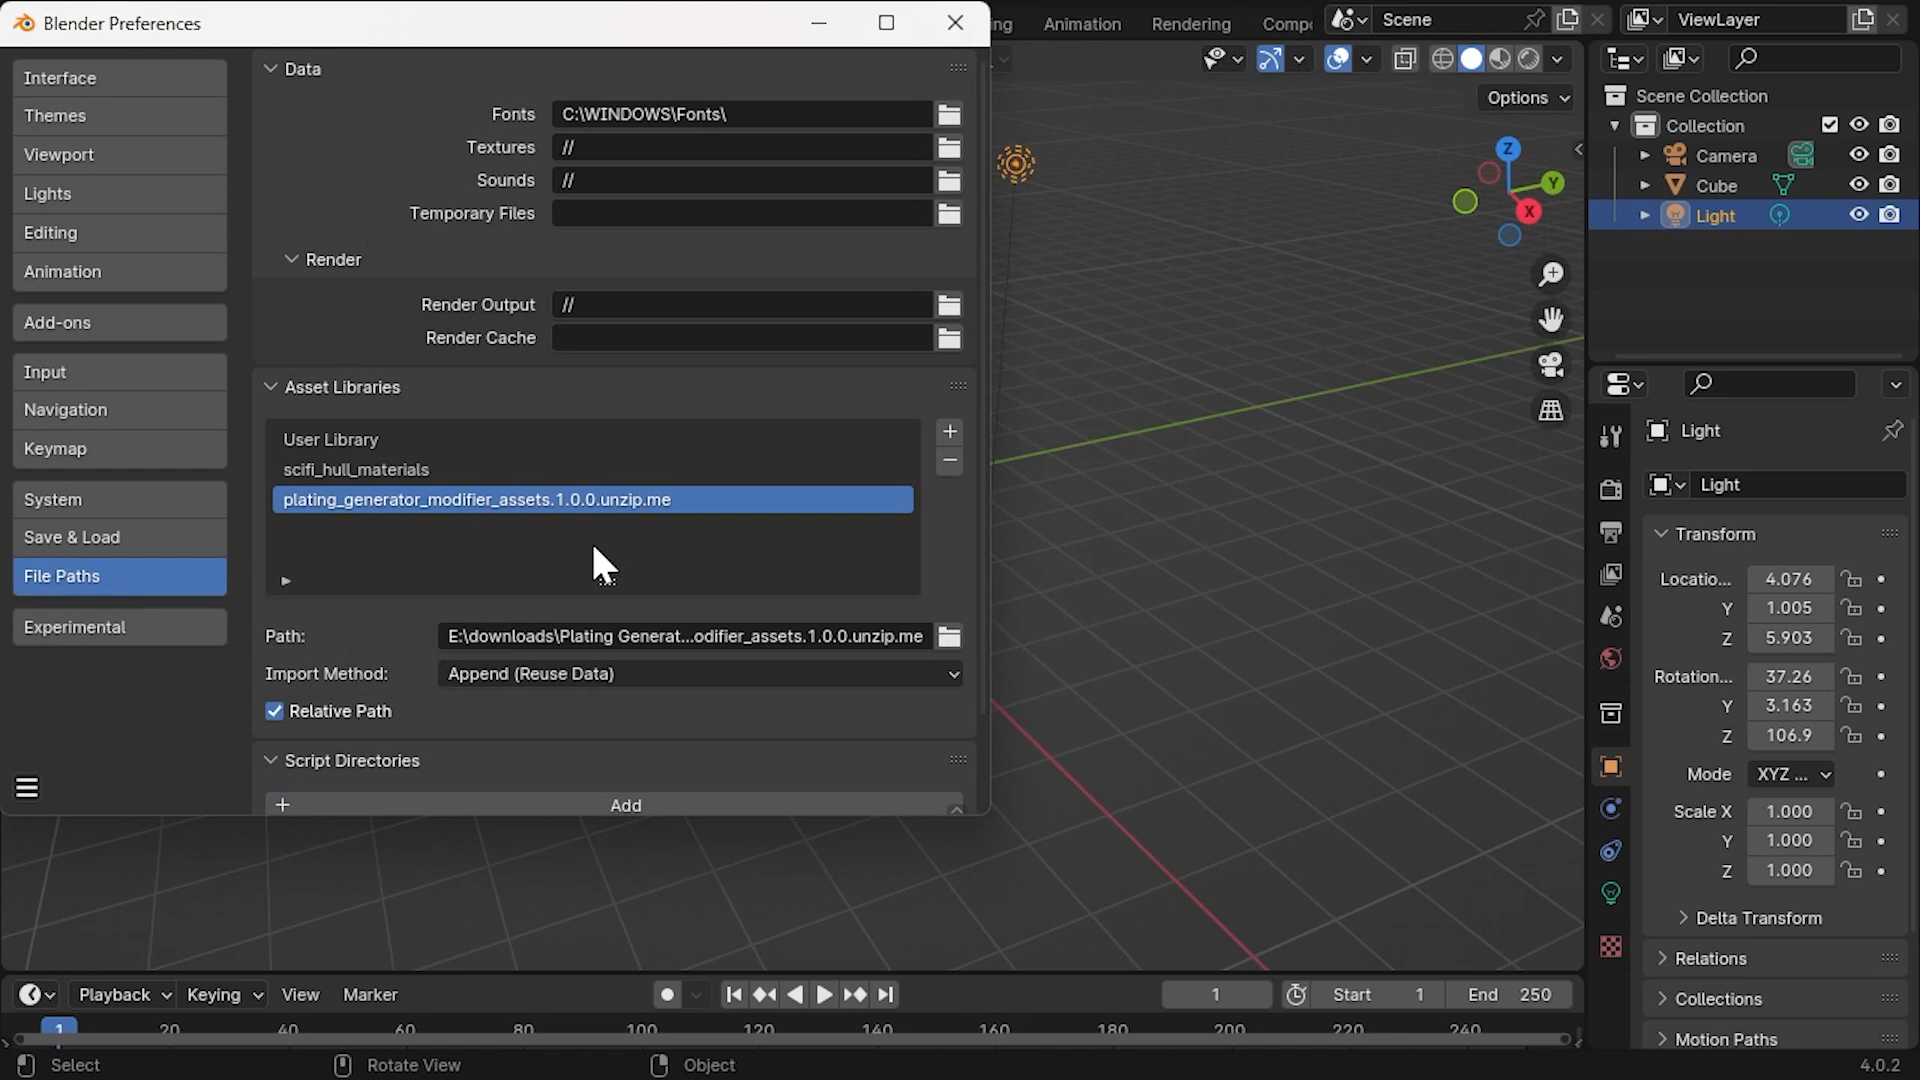 Blender Preferences
Interface
Themes
Viewport
Lights
Editing
Animation
Add-ons
Input
Navigation
Keymap
System
Save & Load
File Paths
Experimental
Data
Fonts C:\WINDOWS\Fonts\
Textures //
Sounds //
Temporary Files
Render
Render Output //
Render Cache
Asset Libraries
User Library
scifi_hull_materials
plating_generator_modifier_assets.1.0.0.unzip.me
Path: E:\downloads\Plating Generat...odifier_assets.1.0.0.unzip.me
Import Method: Append (Reuse Data)
Relative Path
Script Directories
Add
Animation Rendering
Scene
ViewLayer
Options
Z
Y
X
Scene Collection
Collection
Camera
Cube
Light
Light
Light
Transform
Locatio... 4.076
Y 1.005
Z 5.903
Rotation... 37.26
Y 3.163
Z 106.9
Mode XYZ ...
Scale X 1.000
Y 1.000
Z 1.000
Delta Transform
Relations
Collections
Motion Paths
Playback Keying View Marker
1 Start 1 End 250
1 20 40 60 80 100 120 140 160 180 200 220 240
Select Rotate View Object 4.0.2